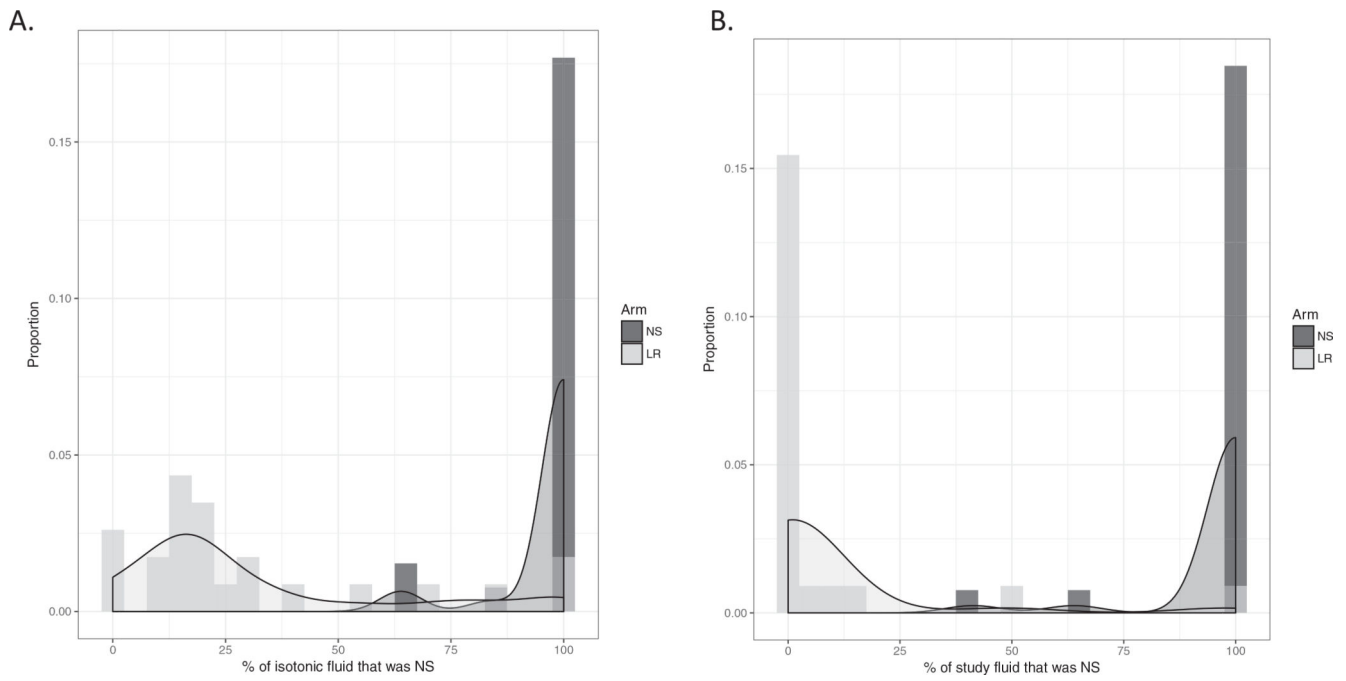 A.
0.15
0.10
0.05
0.00
Proportion
0
25
50
75
100
% of isotonic fluid that was NS
Arm
NS
LR
B.
0.15
0.10
0.05
0.00
Proportion
0
25
50
75
100
% of study fluid that was NS
Arm
NS
LR